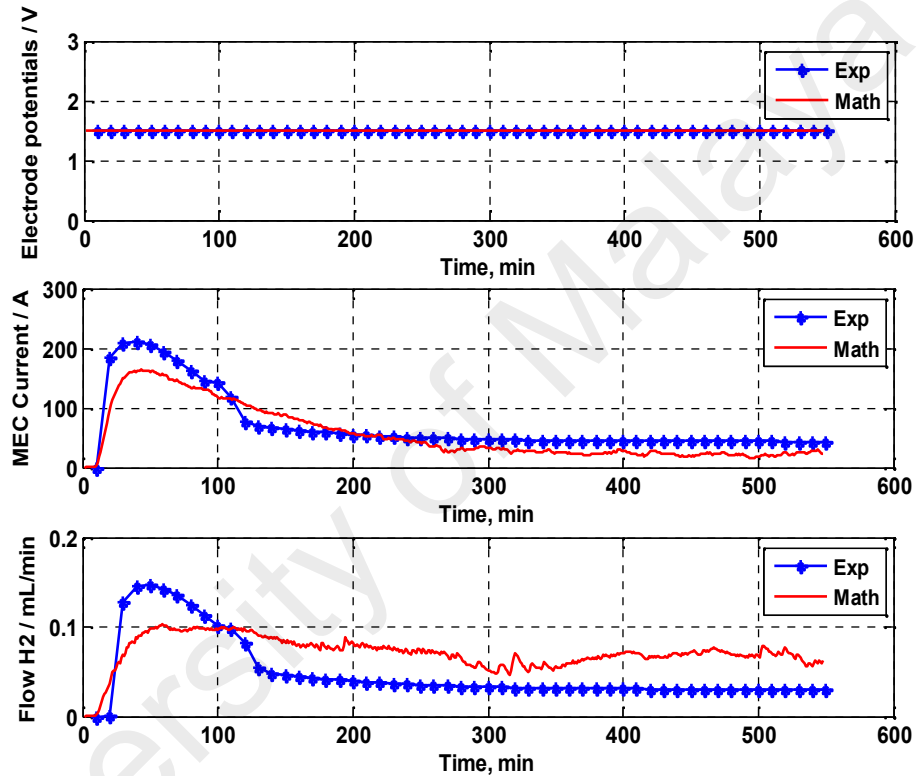 Electrode potentials / V
3
2
1
0
0 100 200 300 400 500 600
Time, min
Exp
Math
MEC Current / A
300
200
100
0
0 100 200 300 400 500 600
Time, min
Exp
Math
Flow H2 / mL/min
0.2
0.1
0
0 100 200 300 400 500 600
Time, min
Exp
Math
ersity of Malaya